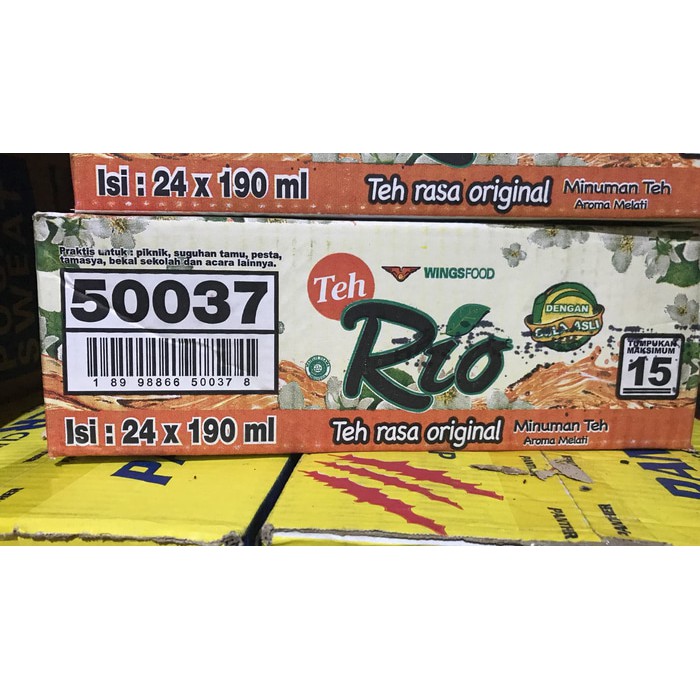 Isi : 24 x 190 ml
Teh rasa original
Minuman Teh
Aroma Melati
Praktis untuk : piknik, suguhan tamu, pesta,
tamasya, bekal sekolah dan acara lainnya.
50037
1 89 98866 50037 8
Teh
Rio
WINGSFOOD
DENGAN
GULA ASLI
TUMPUKAN
MAKSIMUM
15
Isi : 24 x 190 ml
Teh rasa original
Minuman Teh
Aroma Melati